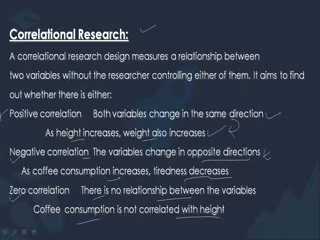 Correlational Research:
A correlational research design measures a relationship between
two variables without the researcher controlling either of them. It aims to find
out whether there is either:
Positive correlation Both variables change in the same direction
As height increases, weight also increases
Negative correlation The variables change in opposite directions
As coffee consumption increases, tiredness decreases
Zero correlation There is no relationship between the variables
Coffee consumption is not correlated with height